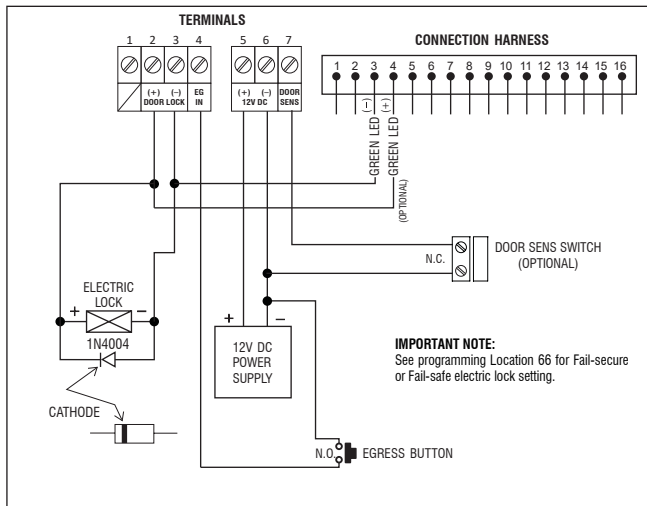 TERMINALS
1 2 3 4 5 6 7
(+) (–) EG (+) (–) DOOR
DOOR LOCK IN 12V DC SENS
CONNECTION HARNESS
1 2 3 4 5 6 7 8 9 10 11 12 13 14 15 16
GREEN LED (–)
GREEN LED (+)
(OPTIONAL)
N.C.
DOOR SENS SWITCH
(OPTIONAL)
ELECTRIC
LOCK
+ –
1N4004
CATHODE
+ –
12V DC
POWER
SUPPLY
IMPORTANT NOTE:
See programming Location 66 for Fail-secure
or Fail-safe electric lock setting.
N.O. EGRESS BUTTON